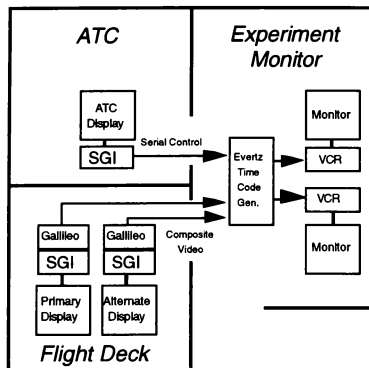 ATC
Experiment
Monitor
ATC
Display
SGI
Serial Control
Evertz
Time
Code
Gen.
Monitor
VCR
VCR
Monitor
Gallileo
Gallileo
SGI
SGI
Composite
Video
Primary
Display
Alternate
Display
Flight Deck